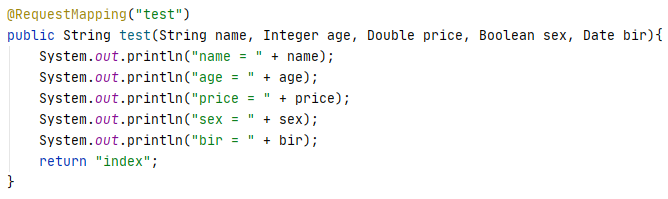 @RequestMapping("test")
public String test(String name, Integer age, Double price, Boolean sex, Date bir){
    System.out.println("name = " + name);
    System.out.println("age = " + age);
    System.out.println("price = " + price);
    System.out.println("sex = " + sex);
    System.out.println("bir = " + bir);
    return "index";
}